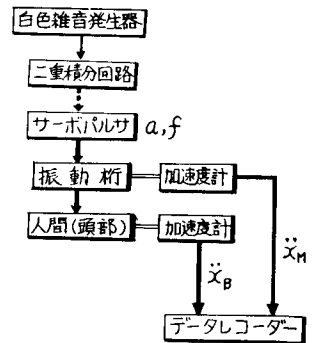 白色雑音発生器
二重積分回路
サーボパルサ a,f
振動桁 加速度計
人間(頭部) 加速度計
ẍB ẍM
データレコーダー